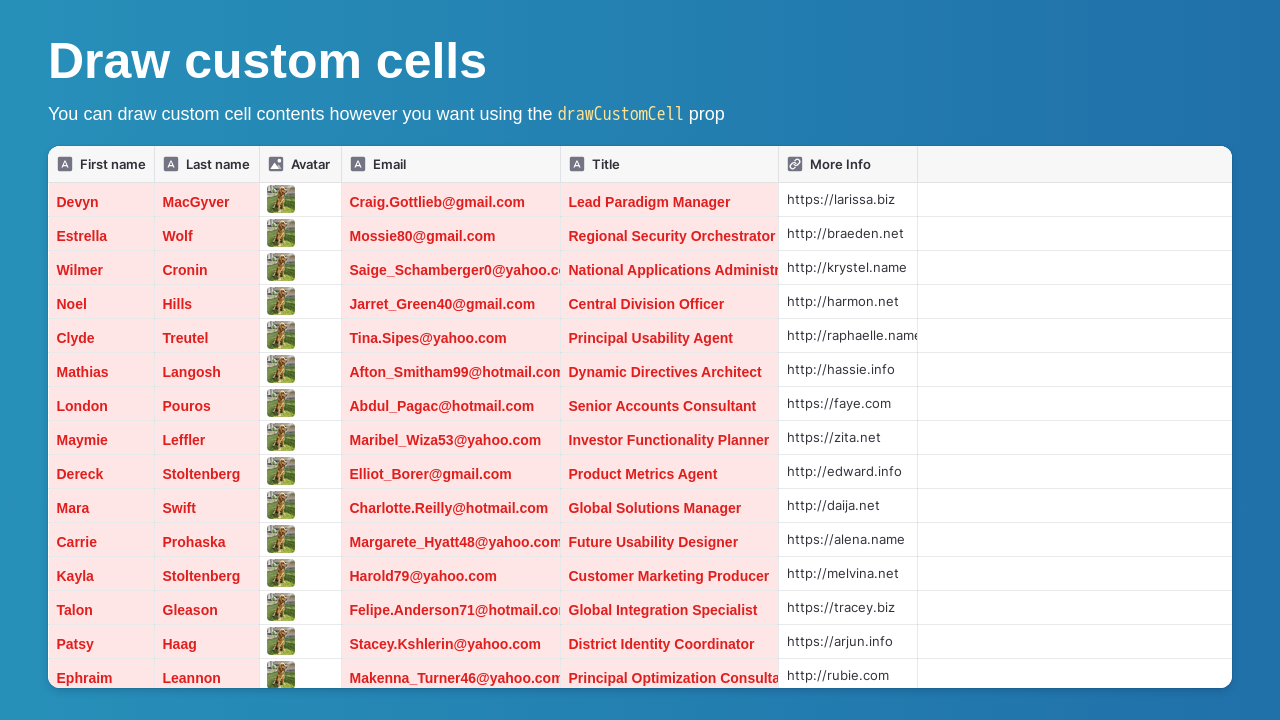 Draw custom cells
You can draw custom cell contents however you want using the drawCustomCell prop
First name Last name Avatar Email Title More Info
Devyn MacGyver Craig.Gottlieb@gmail.com Lead Paradigm Manager https://larissa.biz
Estrella Wolf Mossie80@gmail.com Regional Security Orchestrator http://braeden.net
Wilmer Cronin Saige_Schamberger0@yahoo.c National Applications Administr http://krystel.name
Noel Hills Jarret_Green40@gmail.com Central Division Officer http://harmon.net
Clyde Treutel Tina.Sipes@yahoo.com Principal Usability Agent http://raphaelle.name
Mathias Langosh Afton_Smitham99@hotmail.com Dynamic Directives Architect http://hassie.info
London Pouros Abdul_Pagac@hotmail.com Senior Accounts Consultant https://faye.com
Maymie Leffler Maribel_Wiza53@yahoo.com Investor Functionality Planner https://zita.net
Dereck Stoltenberg Elliot_Borer@gmail.com Product Metrics Agent http://edward.info
Mara Swift Charlotte.Reilly@hotmail.com Global Solutions Manager http://daija.net
Carrie Prohaska Margarete_Hyatt48@yahoo.com Future Usability Designer https://alena.name
Kayla Stoltenberg Harold79@yahoo.com Customer Marketing Producer http://melvina.net
Talon Gleason Felipe.Anderson71@hotmail.co Global Integration Specialist https://tracey.biz
Patsy Haag Stacey.Kshlerin@yahoo.com District Identity Coordinator https://arjun.info
Ephraim Leannon Makenna_Turner46@yahoo.com Principal Optimization Consulta http://rubie.com